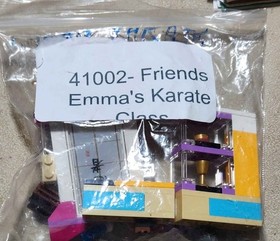 41002- Friends
Emma's Karate
Class